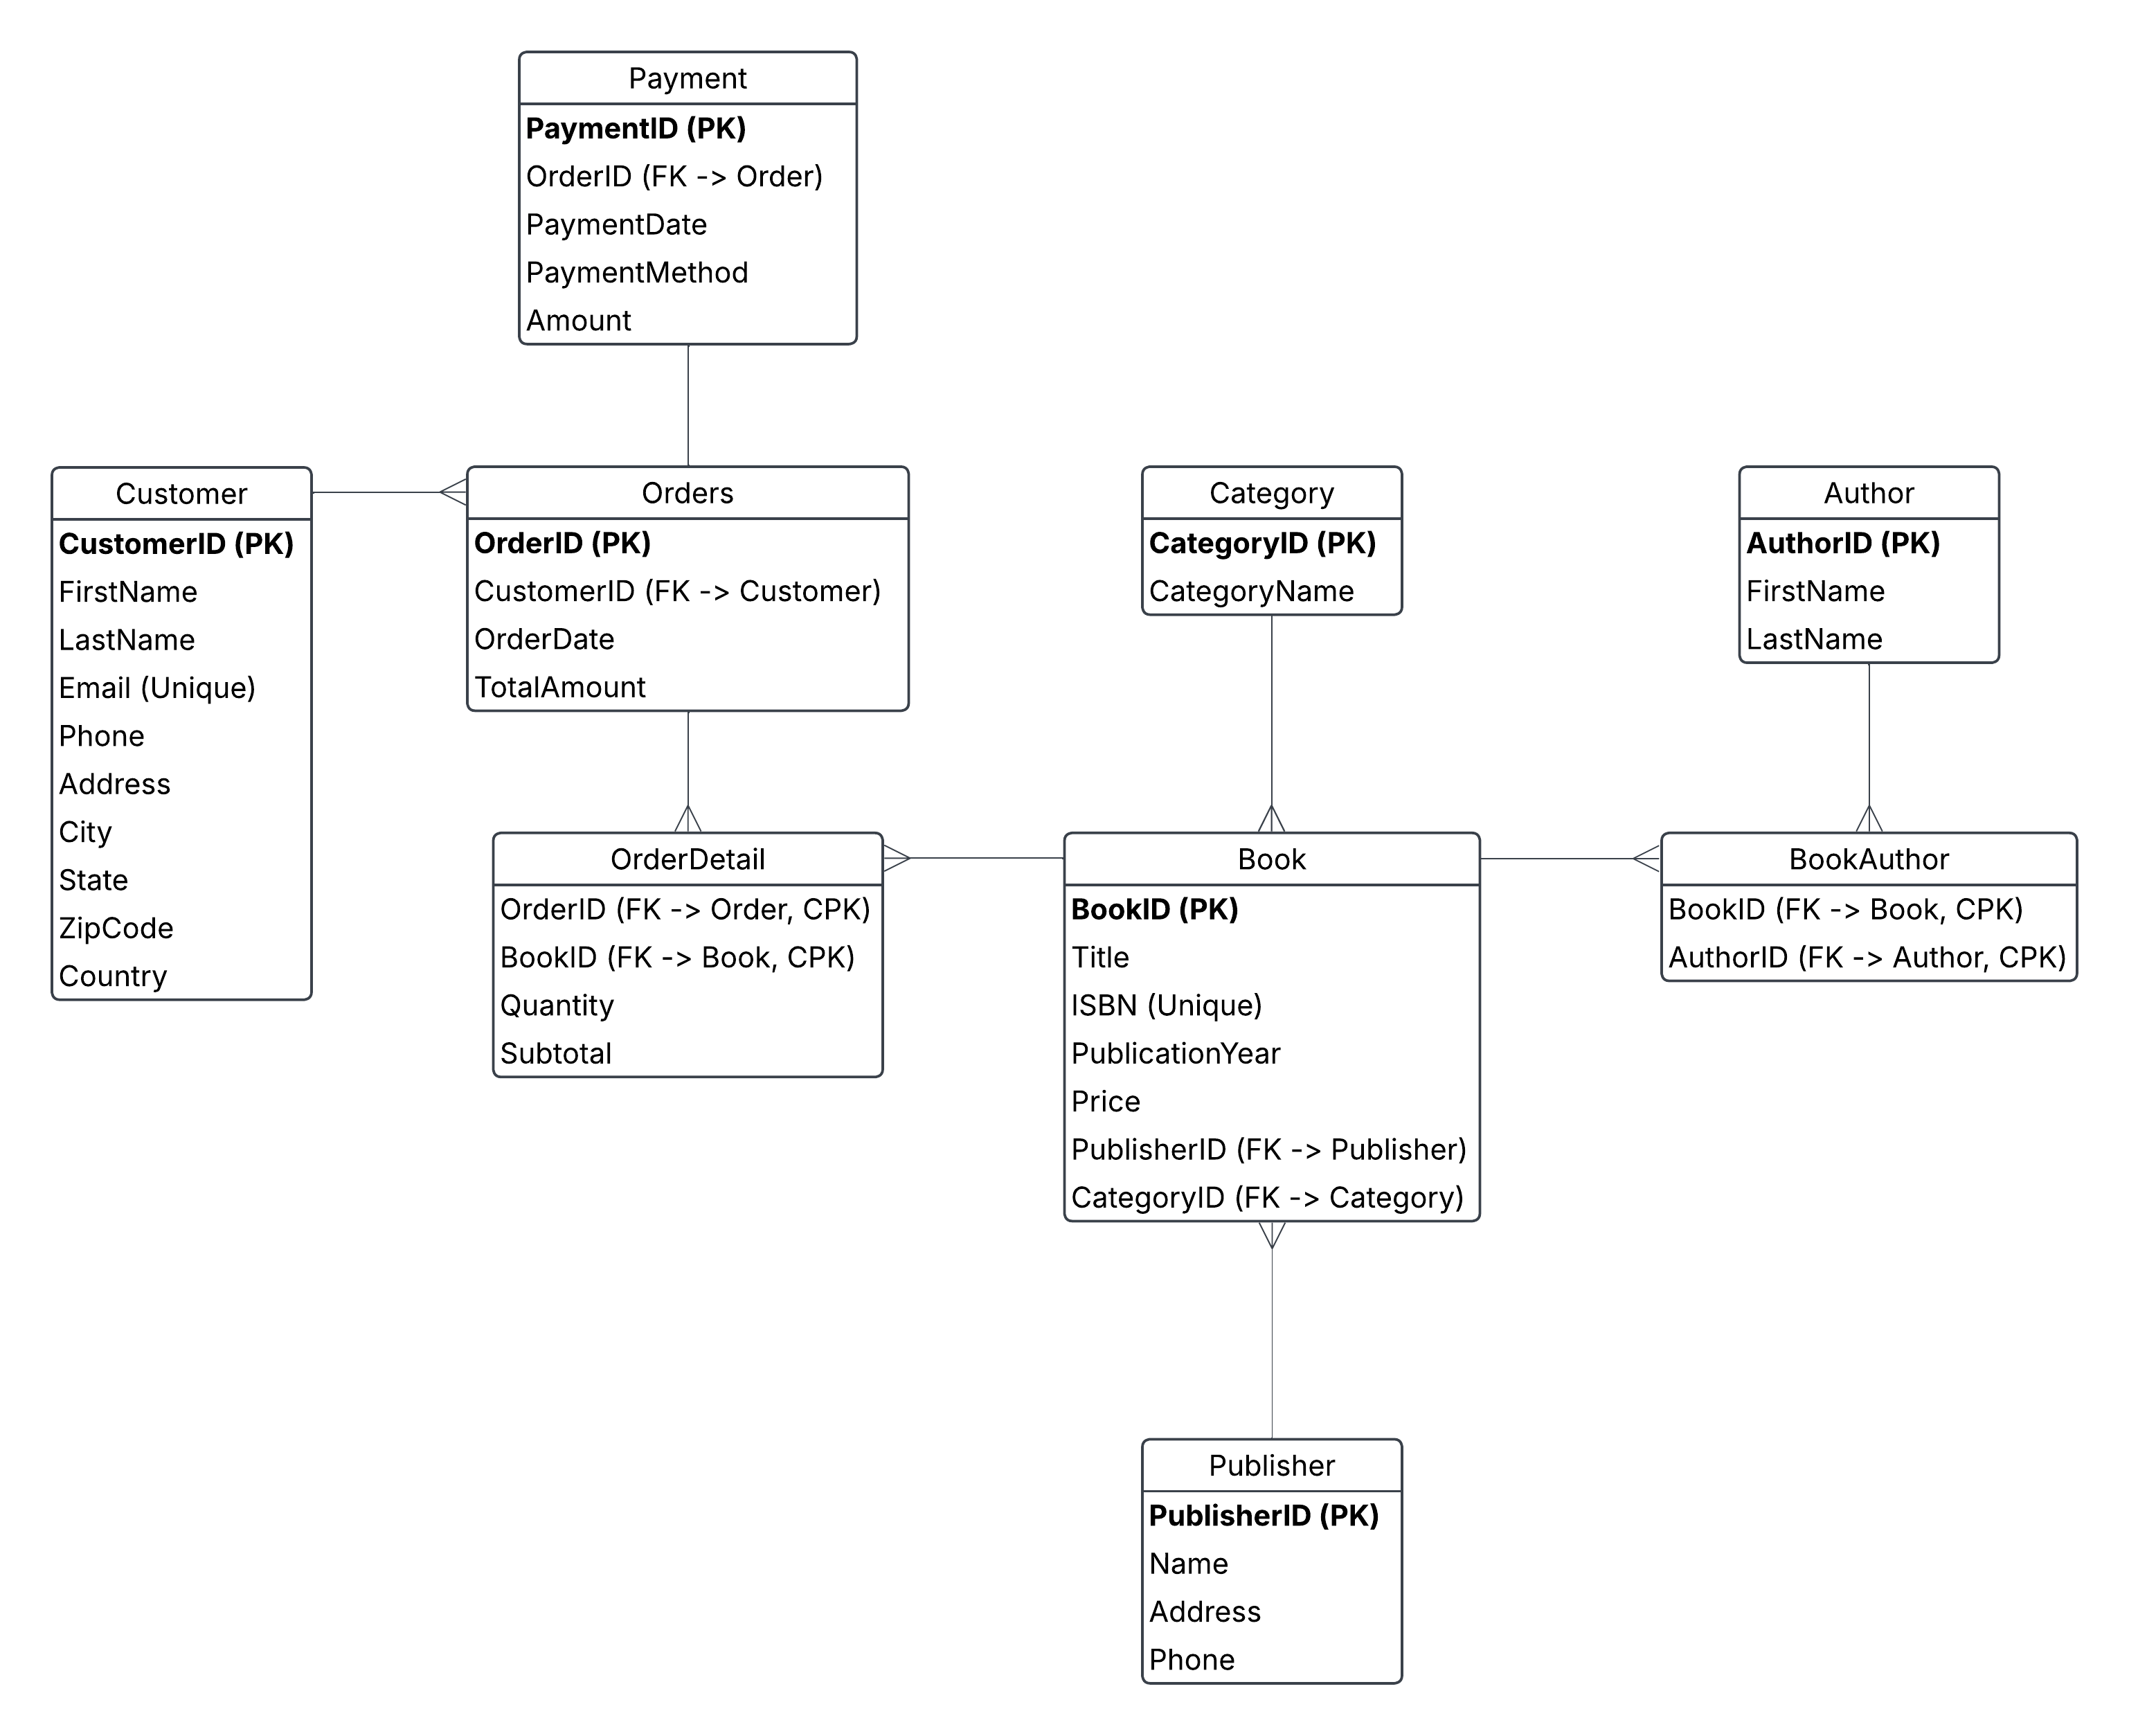 Payment
PaymentID (PK)
OrderID (FK -> Order)
PaymentDate
PaymentMethod
Amount
Customer
CustomerID (PK)
FirstName
LastName
Email (Unique)
Phone
Address
City
State
ZipCode
Country
Orders
OrderID (PK)
CustomerID (FK -> Customer)
OrderDate
TotalAmount
Category
CategoryID (PK)
CategoryName
Author
AuthorID (PK)
FirstName
LastName
OrderDetail
OrderID (FK -> Order, CPK)
BookID (FK -> Book, CPK)
Quantity
Subtotal
Book
BookID (PK)
Title
ISBN (Unique)
PublicationYear
Price
PublisherID (FK -> Publisher)
CategoryID (FK -> Category)
BookAuthor
BookID (FK -> Book, CPK)
AuthorID (FK -> Author, CPK)
Publisher
PublisherID (PK)
Name
Address
Phone